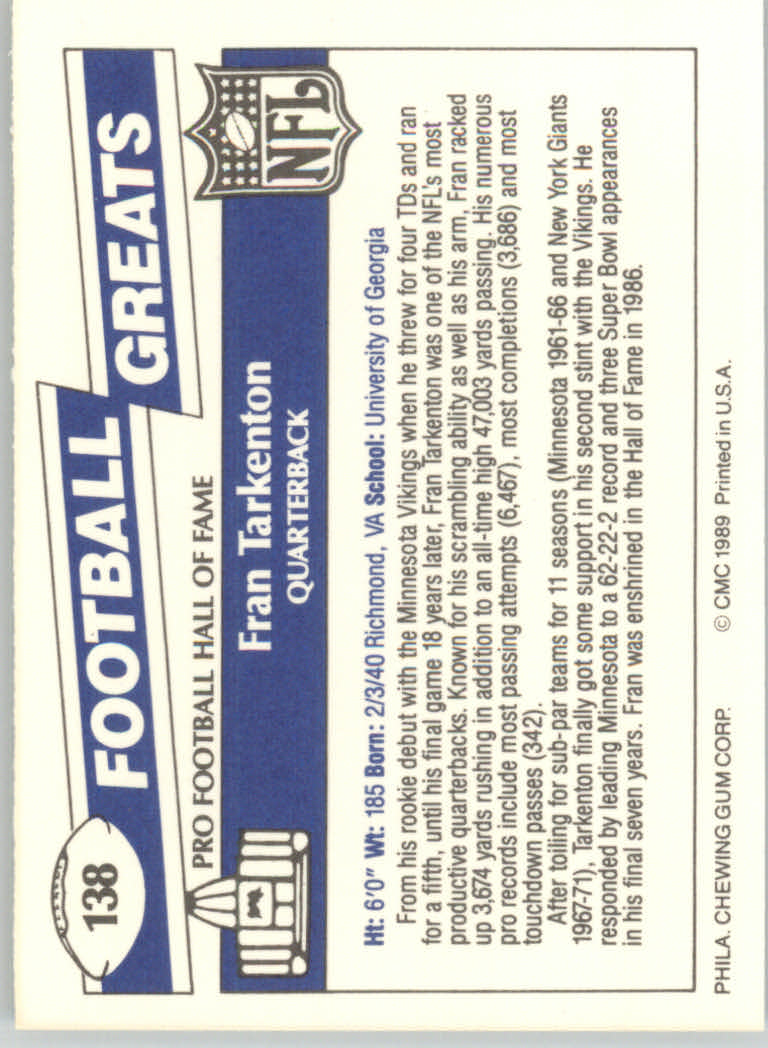 138
FOOTBALL
GREATS
PRO FOOTBALL HALL OF FAME
Fran Tarkenton
QUARTERBACK
NFL
Ht: 6'0" Wt: 185 Born: 2/3/40 Richmond, VA School: University of Georgia
From his rookie debut with the Minnesota Vikings when he threw for four TDs and ran
for a fifth, until his final game 18 years later, Fran Tarkenton was one of the NFL's most
productive quarterbacks. Known for his scrambling ability as well as his arm, Fran racked
up 3,674 yards rushing in addition to an all-time high 47,003 yards passing. His numerous
pro records include most passing attempts (6,467), most completions (3,686) and most
touchdown passes (342).
After toiling for sub-par teams for 11 seasons (Minnesota 1961-66 and New York Giants
1967-71), Tarkenton finally got some support in his second stint with the Vikings. He
responded by leading Minnesota to a 62-22-2 record and three Super Bowl appearances
in his final seven years. Fran was enshrined in the Hall of Fame in 1986.
PHILA. CHEWING GUM CORP. © CMC 1989 Printed in U.S.A.